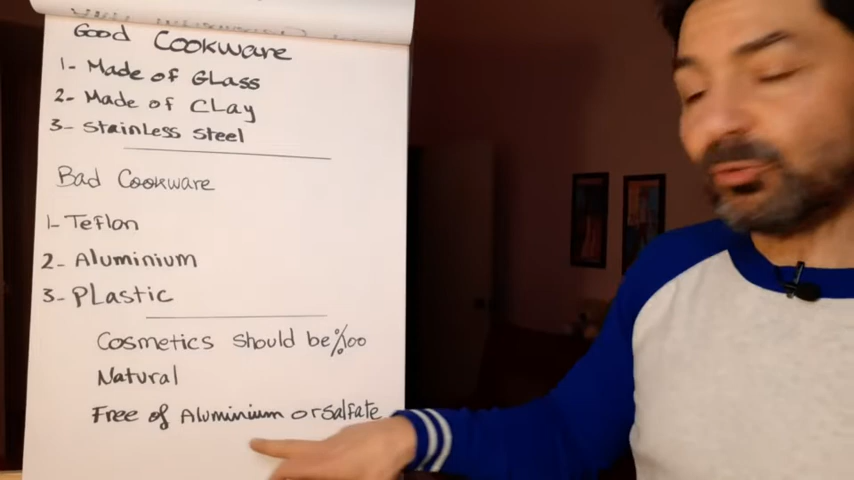 Good Cookware
1- Made of Glass
2- Made of Clay
3- Stainless Steel
Bad Cookware
1- Teflon
2- Aluminium
3- Plastic
Cosmetics should be %100
Natural
Free of Aluminium or salfate